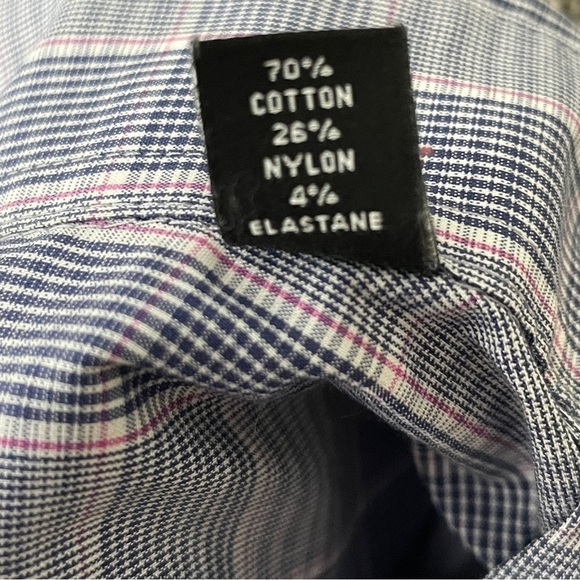 70%
COTTON
26%
NYLON
4%
ELASTANE